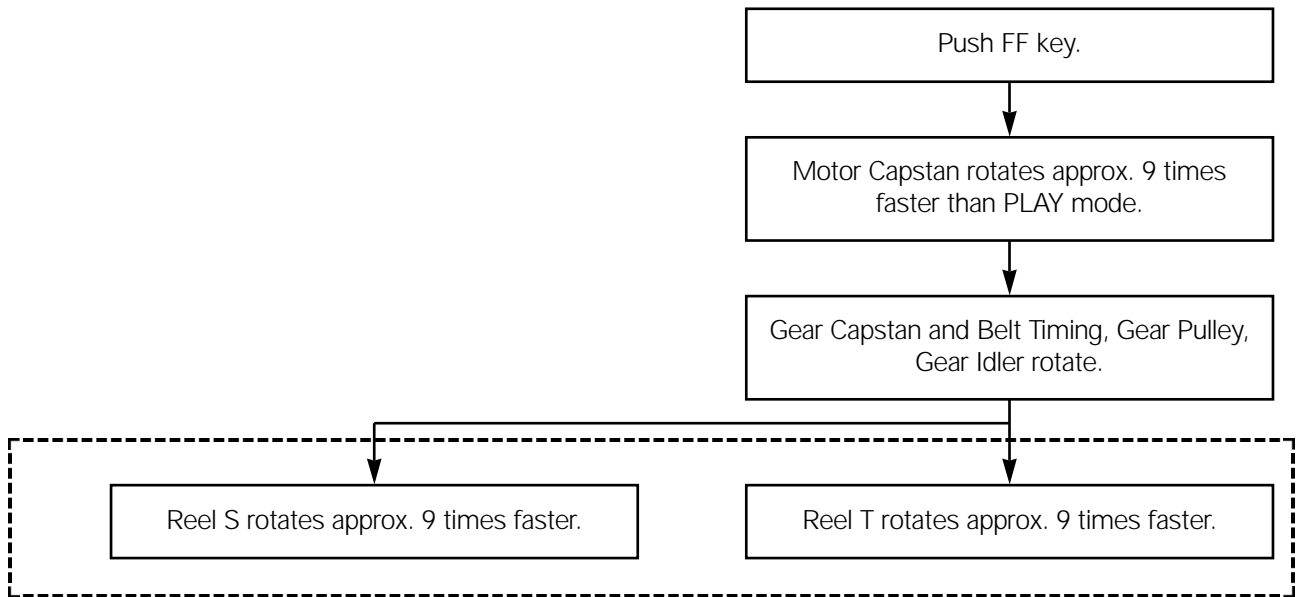 Push FF key.
Motor Capstan rotates approx. 9 times
faster than PLAY mode.
Gear Capstan and Belt Timing, Gear Pulley,
Gear Idler rotate.
Reel S rotates approx. 9 times faster.
Reel T rotates approx. 9 times faster.